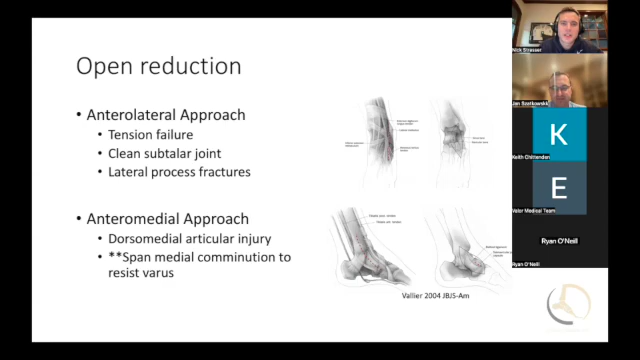 Open reduction
• Anterolateral Approach
• Tension failure
• Clean subtalar joint
• Lateral process fractures
• Anteromedial Approach
• Dorsomedial articular injury
• **Span medial comminution to
resist varus
Vallier 2004 JBJS-Am
Nick Strasser
Jan Szatkowski
K
Keith Chittenden
E
Valor Medical Team
Ryan O'Neill
Ryan O'Neill